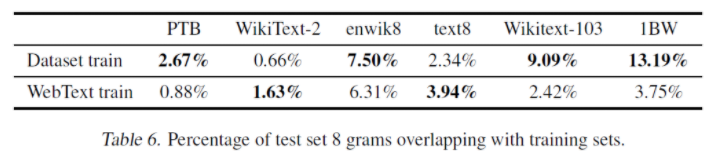 PTB WikiText-2 enwik8 text8 Wikitext-103 1BW
Dataset train 2.67% 0.66% 7.50% 2.34% 9.09% 13.19%
WebText train 0.88% 1.63% 6.31% 3.94% 2.42% 3.75%
Table 6. Percentage of test set 8 grams overlapping with training sets.